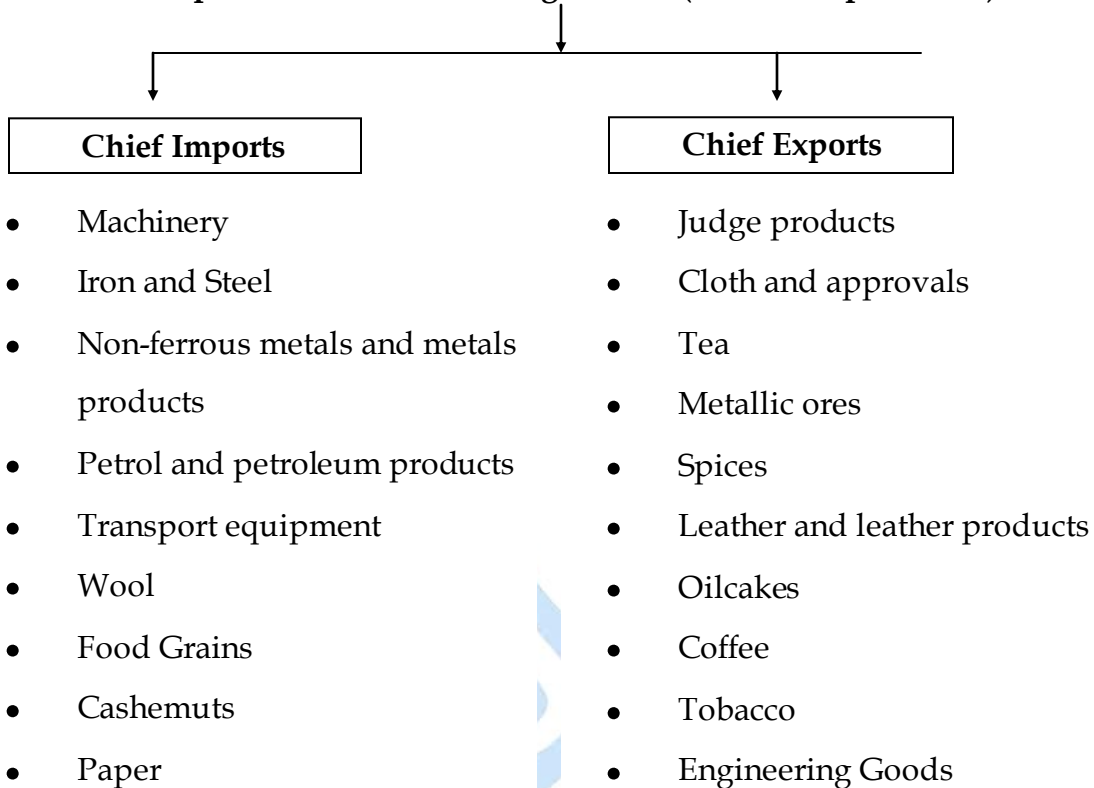 Chief Imports
• Machinery
• Iron and Steel
• Non-ferrous metals and metals
products
• Petrol and petroleum products
• Transport equipment
• Wool
• Food Grains
• Cashemuts
• Paper
Chief Exports
• Judge products
• Cloth and approvals
• Tea
• Metallic ores
• Spices
• Leather and leather products
• Oilcakes
• Coffee
• Tobacco
• Engineering Goods